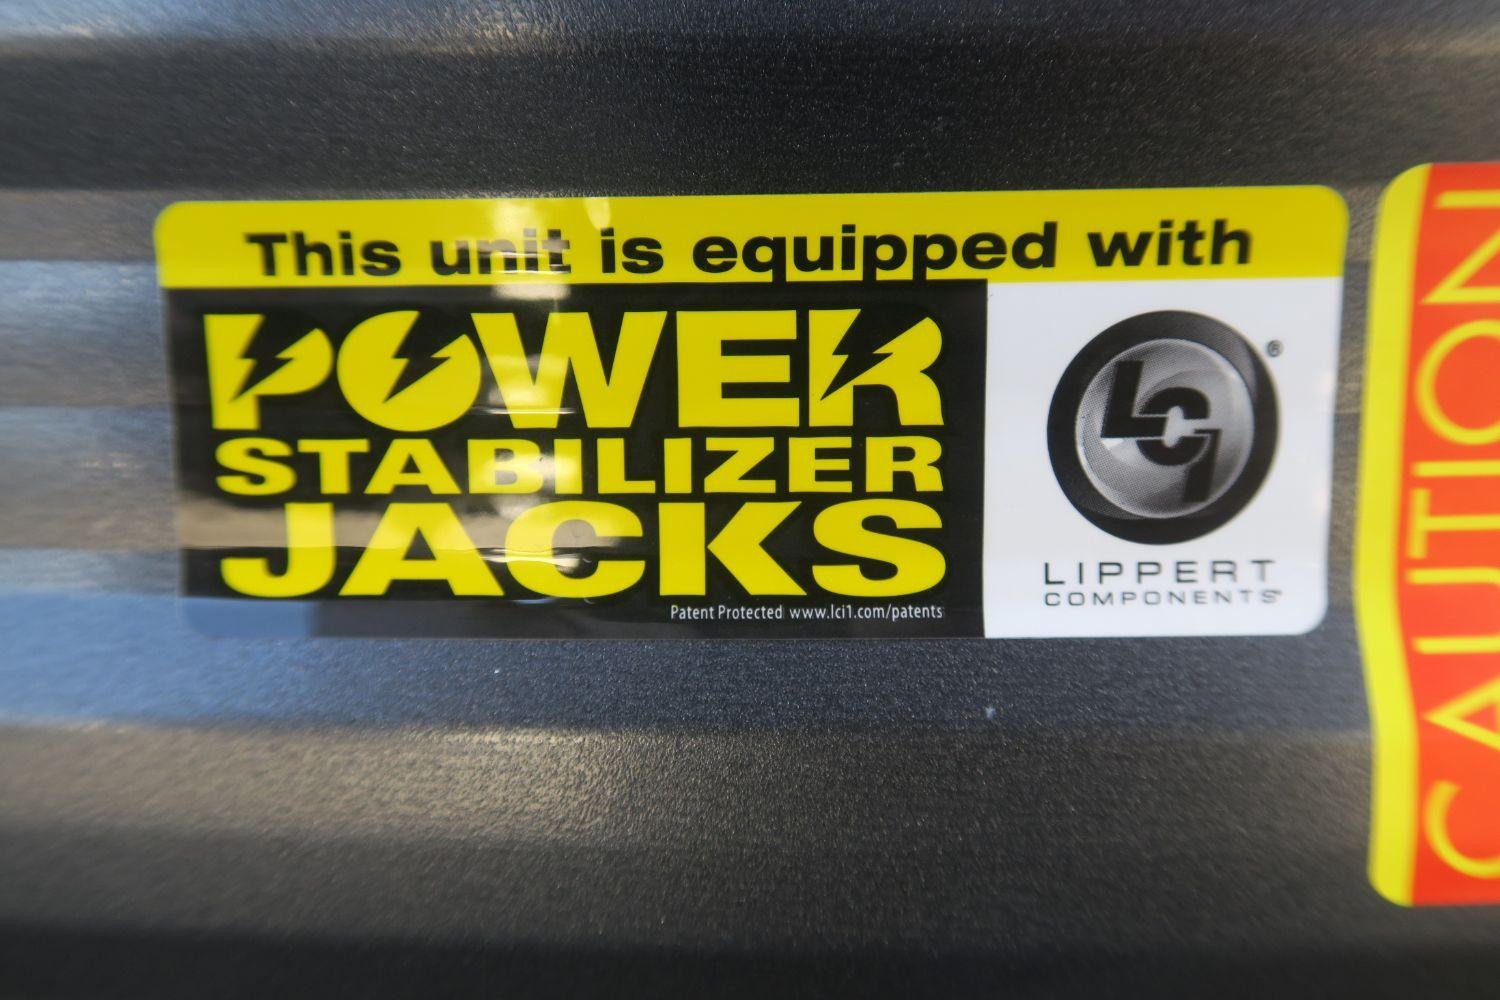 This unit is equipped with
POWER
STABILIZER
JACKS
Patent Protected www.lci1.com/patents
LCI
®
LIPPERT
COMPONENTS®
CAUTION